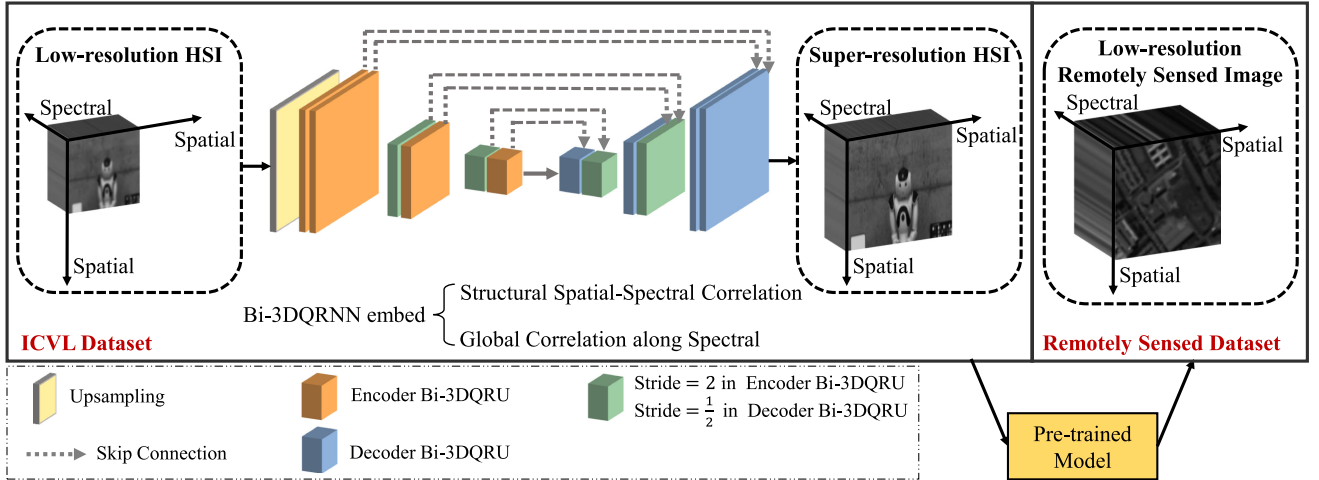 Low-resolution HSI
Spectral
Spatial
Spatial
Super-resolution HSI
Spectral
Spatial
Spatial
Bi-3DQRNN embed
Structural Spatial-Spectral Correlation
Global Correlation along Spectral
ICVL Dataset
Low-resolution
Remotely Sensed Image
Spectral
Spatial
Spatial
Remotely Sensed Dataset
Upsampling
Encoder Bi-3DQRU
Stride = 2 in Encoder Bi-3DQRU
Stride = 1/2 in Decoder Bi-3DQRU
Skip Connection
Decoder Bi-3DQRU
Pre-trained
Model